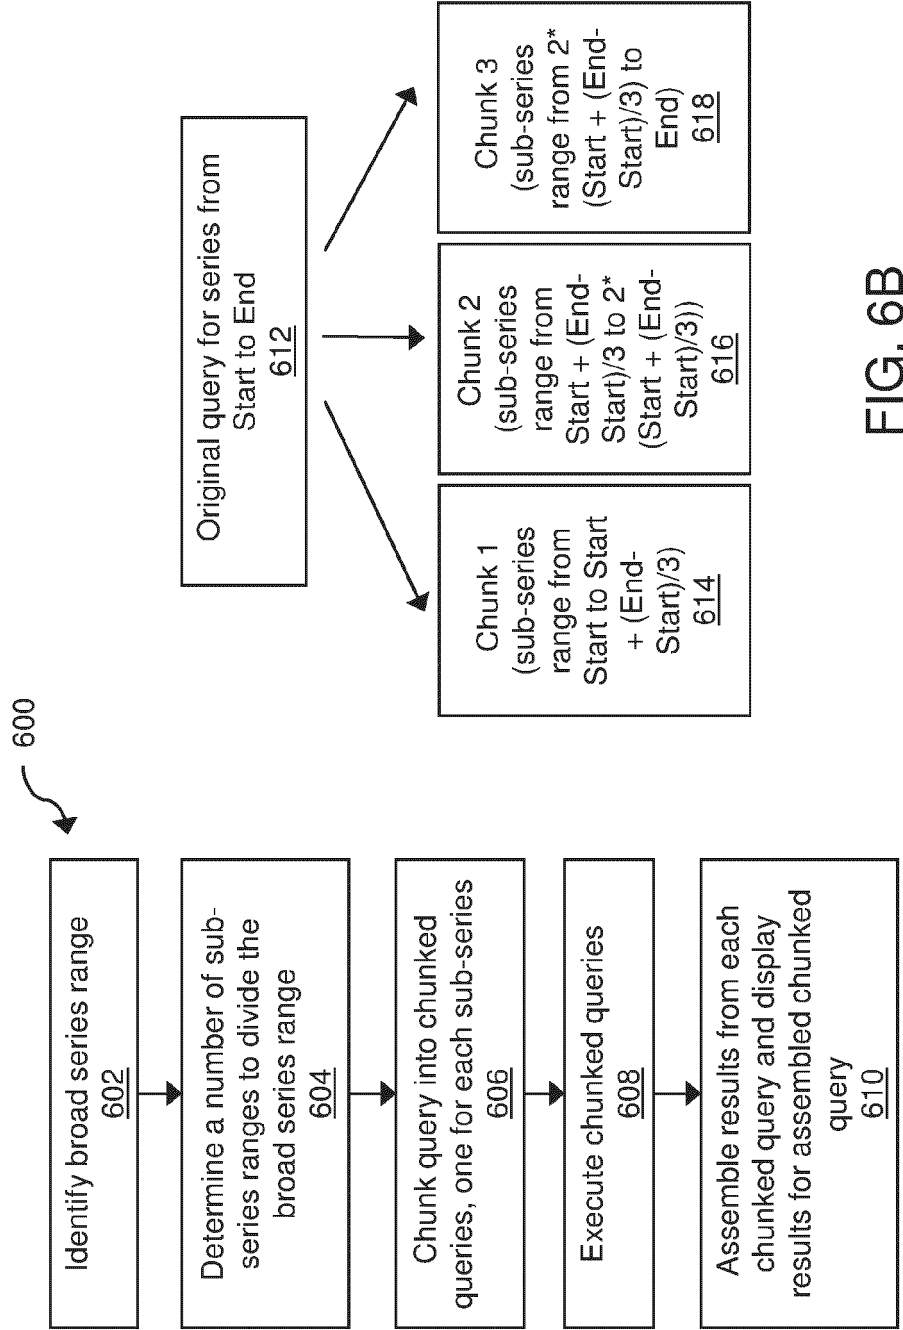 600
Identify broad series range
602
Determine a number of sub-
series ranges to divide the
broad series range
604
Chunk query into chunked
queries, one for each sub-series
606
Execute chunked queries
608
Assemble results from each
chunked query and display
results for assembled chunked
query
610
Original query for series from
Start to End
612
Chunk 1
(sub-series
range from
Start to Start
+ (End-
Start)/3)
614
Chunk 2
(sub-series
range from
Start + (End-
Start)/3 to 2*
(Start + (End-
Start)/3))
616
Chunk 3
(sub-series
range from 2*
(Start + (End-
Start)/3) to
End)
618
FIG. 6B